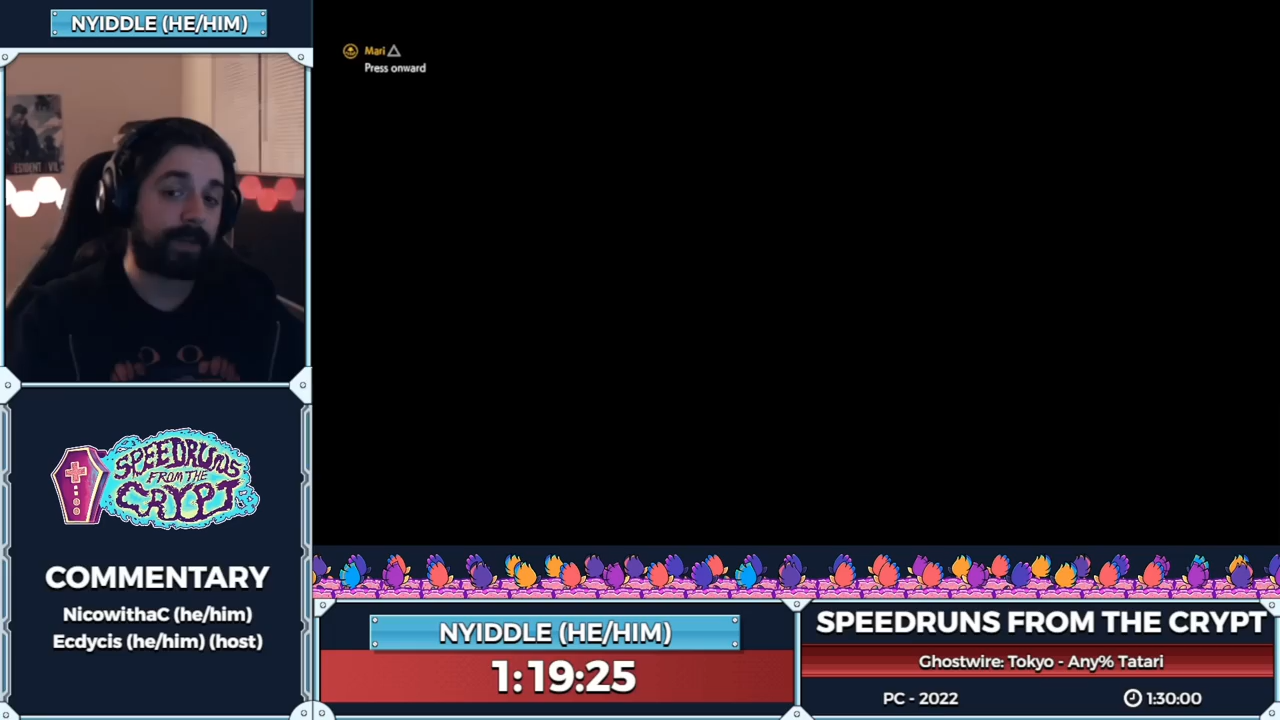 NYIDDLE (HE/HIM)
Mari
Press onward
SPEEDRUNS
FROM THE
CRYPT
COMMENTARY
NicowithaC (he/him)
Ecdycis (he/him) (host)
NYIDDLE (HE/HIM)
1:19:25
SPEEDRUNS FROM THE CRYPT
Ghostwire: Tokyo - Any% Tatari
PC - 2022
1:30:00